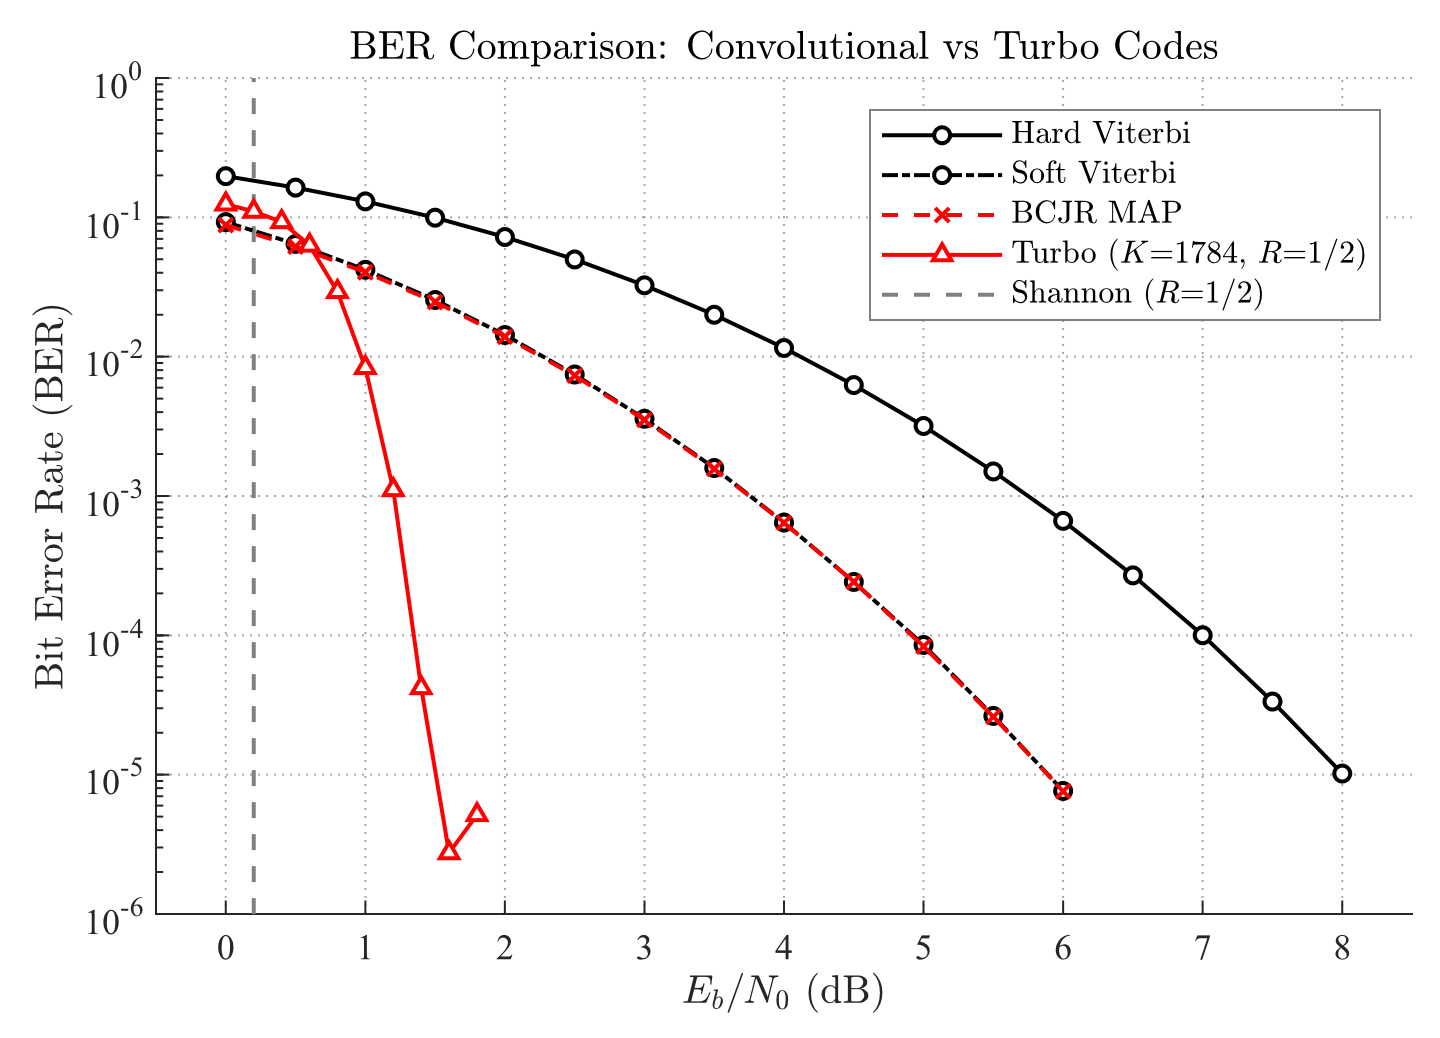 BER Comparison: Convolutional vs Turbo Codes
Hard Viterbi
Soft Viterbi
BCJR MAP
Turbo (K=1784, R=1/2)
Shannon (R=1/2)
Bit Error Rate (BER)
10^0
10^-1
10^-2
10^-3
10^-4
10^-5
10^-6
0 1 2 3 4 5 6 7 8
E_b/N_0 (dB)